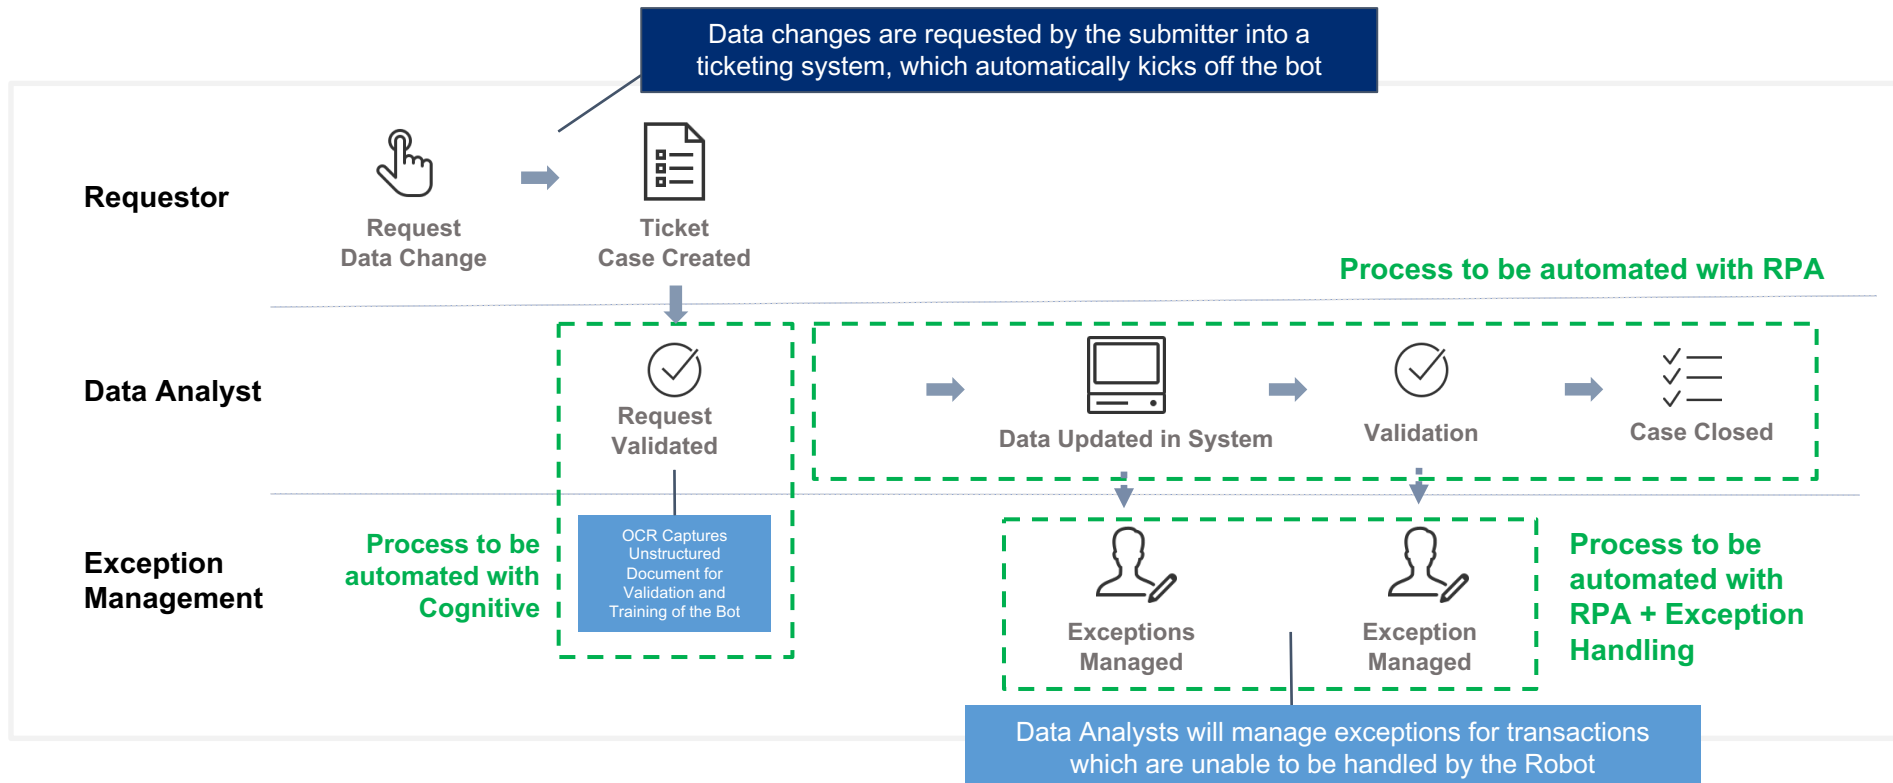 Data changes are requested by the submitter into a
ticketing system, which automatically kicks off the bot
Requestor
Request
Data Change
Ticket
Case Created
Process to be automated with RPA
Data Analyst
Request
Validated
Data Updated in System
Validation
Case Closed
Exception
Management
Process to be
automated with
Cognitive
OCR Captures
Unstructured
Document for
Validation and
Training of the Bot
Exceptions
Managed
Exception
Managed
Process to be
automated with
RPA + Exception
Handling
Data Analysts will manage exceptions for transactions
which are unable to be handled by the Robot